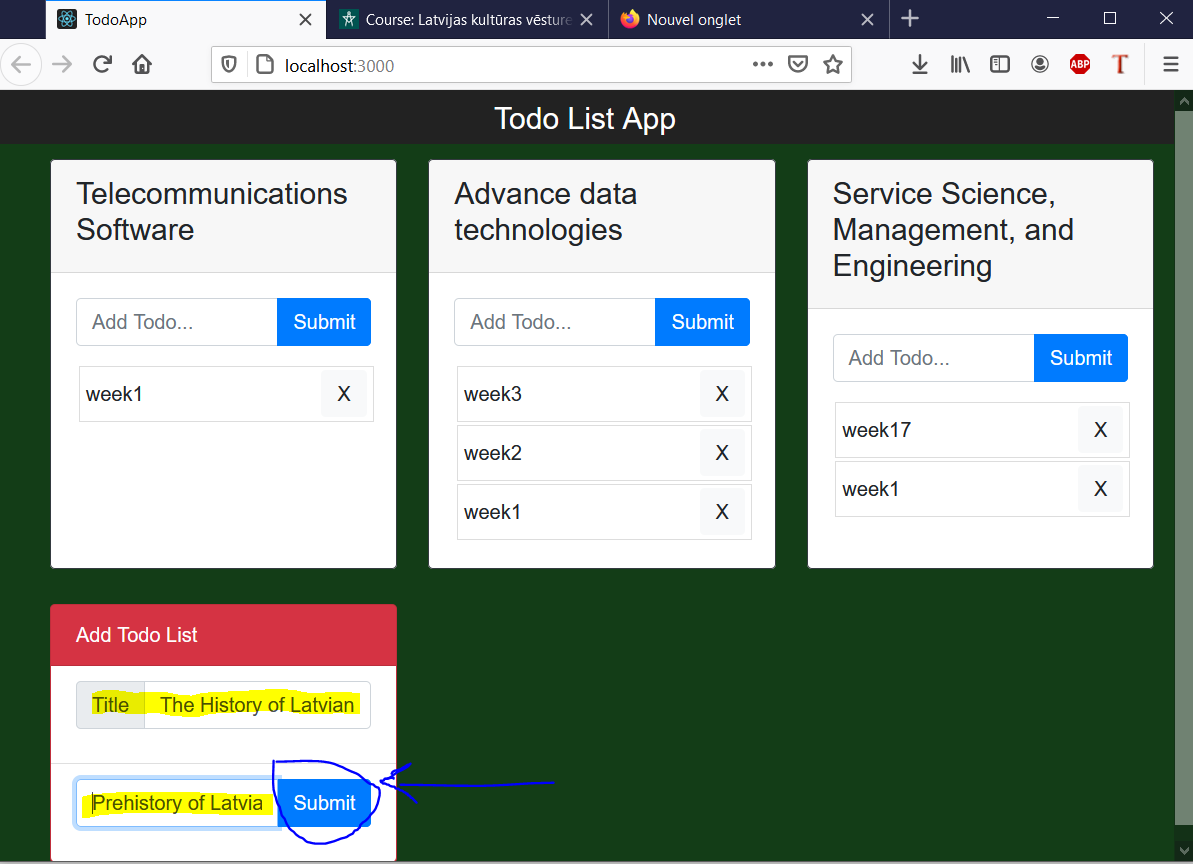 TodoApp
Course: Latvijas kultūras vēsture
Nouvel onglet
localhost:3000
ABP
T
Todo List App
Telecommunications
Software
Add Todo...
Submit
week1
X
Advance data
technologies
Add Todo...
Submit
week3
X
week2
X
week1
X
Service Science,
Management, and
Engineering
Add Todo...
Submit
week17
X
week1
X
Add Todo List
Title
The History of Latvian
Prehistory of Latvia
Submit